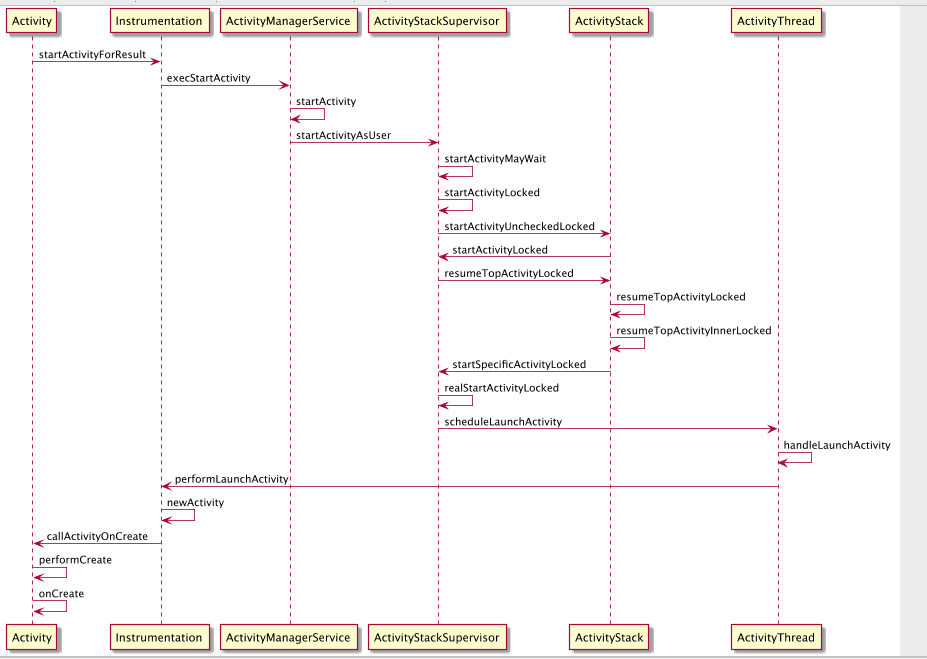 Activity Instrumentation ActivityManagerService ActivityStackSupervisor ActivityStack ActivityThread
startActivityForResult
execStartActivity
startActivity
startActivityAsUser
startActivityMayWait
startActivityLocked
startActivityUncheckedLocked
startActivityLocked
resumeTopActivityLocked
resumeTopActivityLocked
resumeTopActivityInnerLocked
startSpecificActivityLocked
realStartActivityLocked
scheduleLaunchActivity
handleLaunchActivity
performLaunchActivity
newActivity
callActivityOnCreate
performCreate
onCreate
Activity Instrumentation ActivityManagerService ActivityStackSupervisor ActivityStack ActivityThread